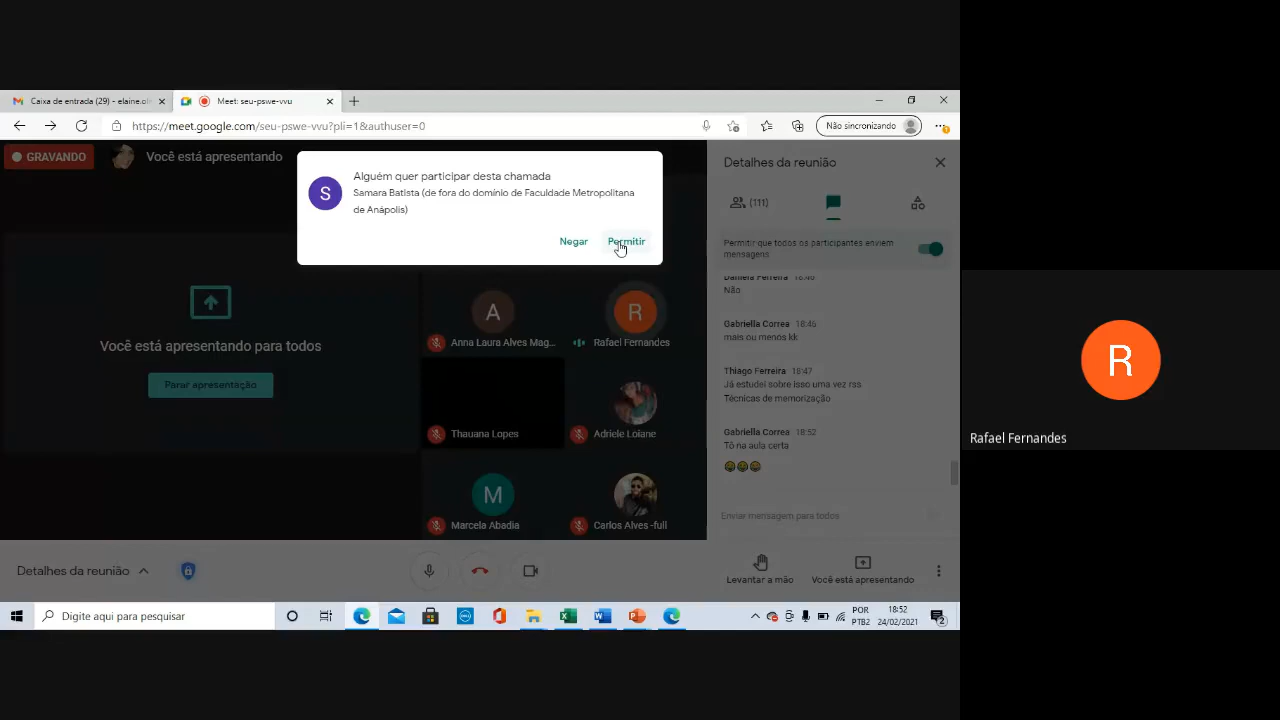 Caixa de entrada (29) - elaine.oli
Meet: seu-pswe-vvu
https://meet.google.com/seu-pswe-vvu?pli=1&authuser=0
Não sincronizando
GRAVANDO
Você está apresentando
Alguém quer participar desta chamada
S
Samara Batista (de fora do domínio de Faculdade Metropolitana
de Anápolis)
Negar
Permitir
Detalhes da reunião
(111)
Permitir que todos os participantes enviem
mensagens
Daniela Ferreira 18:46
Não
Gabriella Correa 18:46
mais ou menos kk
Thiago Ferreira 18:47
Já estudei sobre isso uma vez rss
Técnicas de memorização
Gabriella Correa 18:52
Tô na aula certa
Enviar mensagem para todos
Você está apresentando para todos
Parar apresentação
A
Anna Laura Alves Mag...
R
Rafael Fernandes
Thauana Lopes
Adriele Loiane
M
Marcela Abadia
Carlos Alves -full
Detalhes da reunião
Levantar a mão
Você está apresentando
Digite aqui para pesquisar
POR
PTB2
18:52
24/02/2021
2
R
Rafael Fernandes